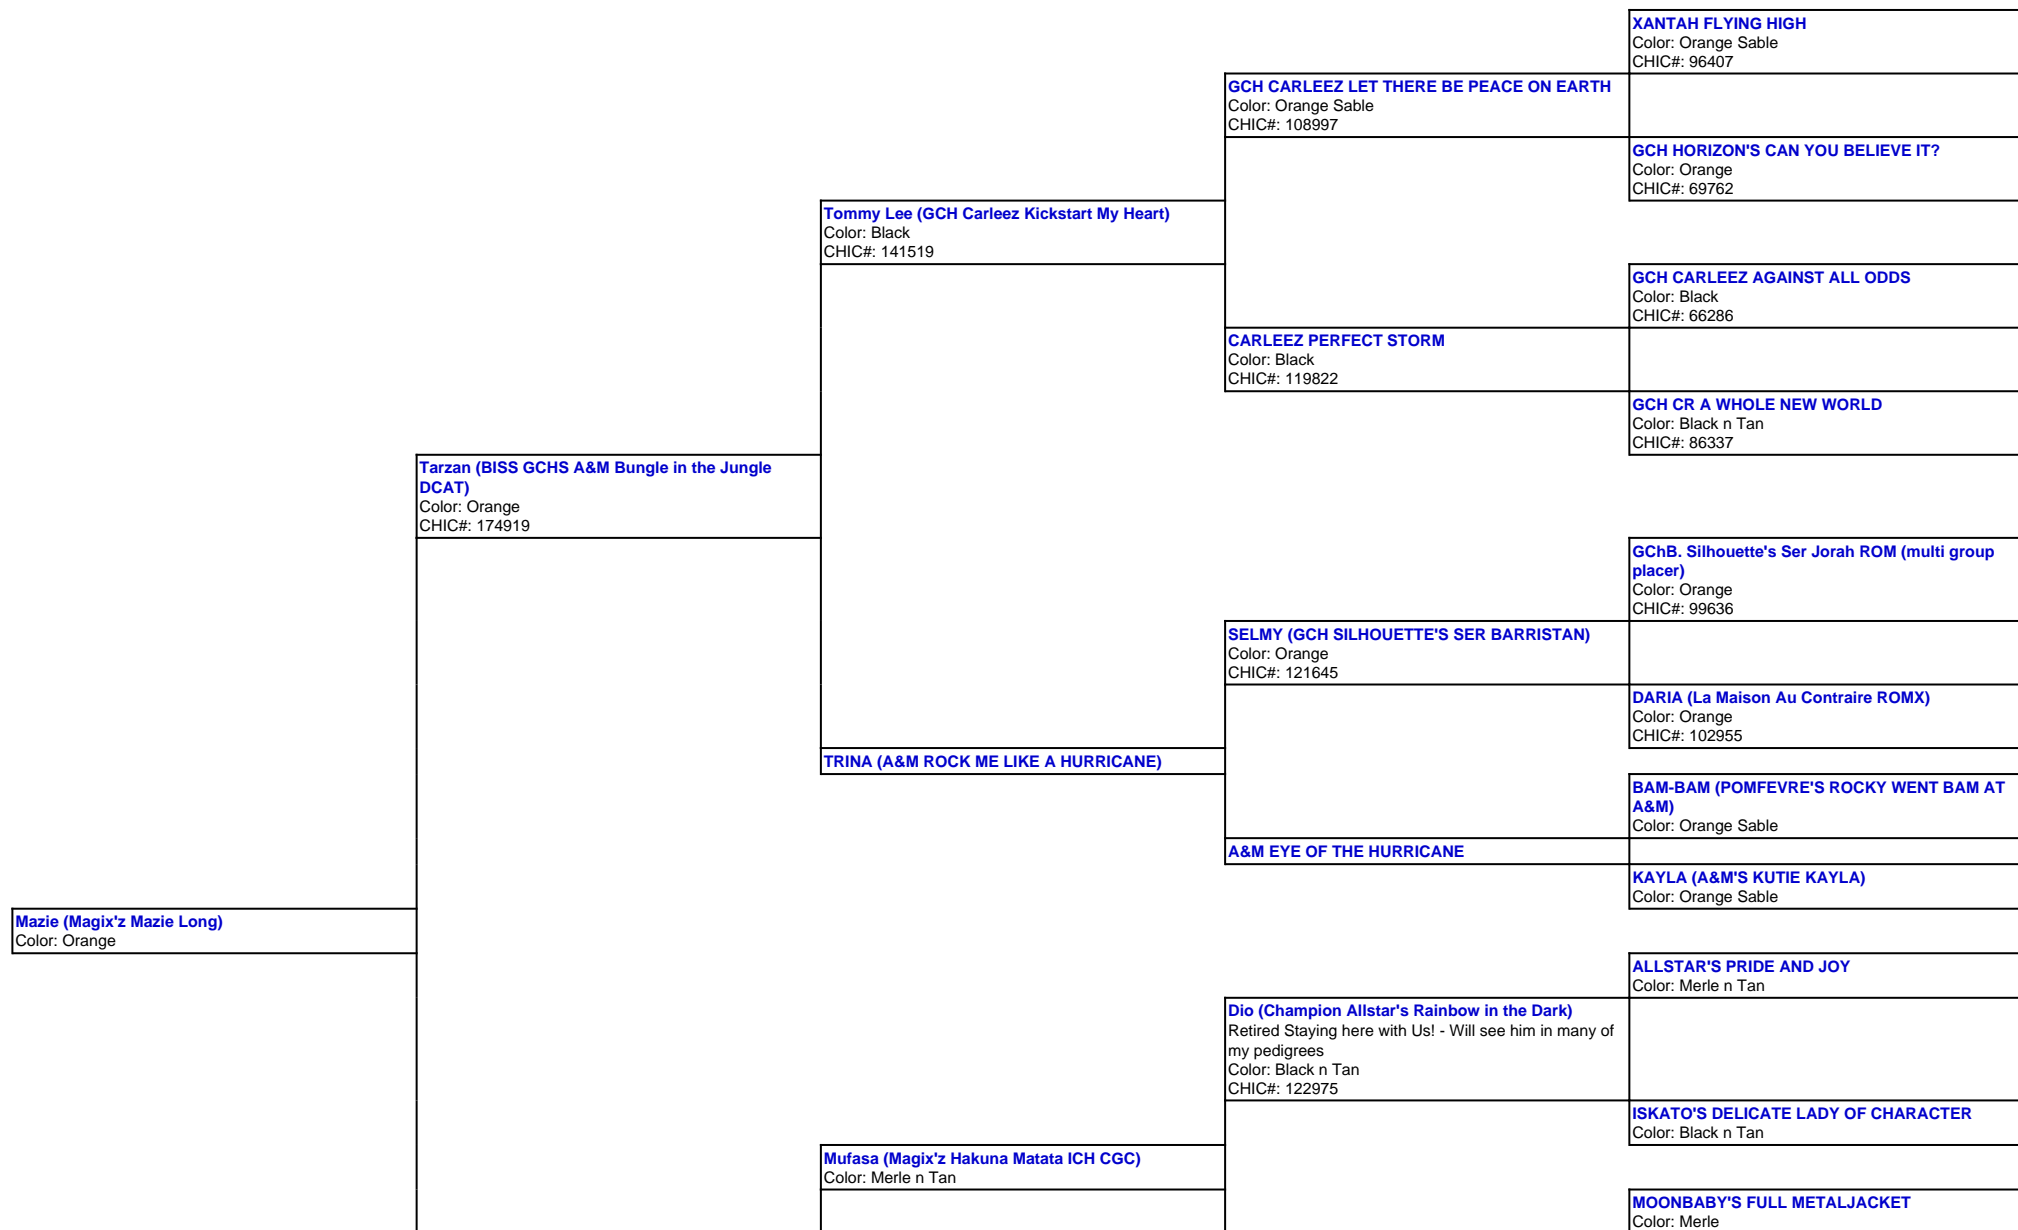 XANTAH FLYING HIGH
Color: Orange Sable
CHIC#: 96407
GCH CARLEEZ LET THERE BE PEACE ON EARTH
Color: Orange Sable
CHIC#: 108997
GCH HORIZON'S CAN YOU BELIEVE IT?
Color: Orange
CHIC#: 69762
Tommy Lee (GCH Carleez Kickstart My Heart)
Color: Black
CHIC#: 141519
GCH CARLEEZ AGAINST ALL ODDS
Color: Black
CHIC#: 66286
CARLEEZ PERFECT STORM
Color: Black
CHIC#: 119822
GCH CR A WHOLE NEW WORLD
Color: Black n Tan
CHIC#: 86337
Tarzan (BISS GCHS A&M Bungle in the Jungle
DCAT)
Color: Orange
CHIC#: 174919
GChB. Silhouette's Ser Jorah ROM (multi group
placer)
Color: Orange
CHIC#: 99636
SELMY (GCH SILHOUETTE'S SER BARRISTAN)
Color: Orange
CHIC#: 121645
DARIA (La Maison Au Contraire ROMX)
Color: Orange
CHIC#: 102955
TRINA (A&M ROCK ME LIKE A HURRICANE)
BAM-BAM (POMFEVRE'S ROCKY WENT BAM AT
A&M)
Color: Orange Sable
A&M EYE OF THE HURRICANE
KAYLA (A&M'S KUTIE KAYLA)
Color: Orange Sable
Mazie (Magix'z Mazie Long)
Color: Orange
ALLSTAR'S PRIDE AND JOY
Color: Merle n Tan
Dio (Champion Allstar's Rainbow in the Dark)
Retired Staying here with Us! - Will see him in many of
my pedigrees
Color: Black n Tan
CHIC#: 122975
ISKATO'S DELICATE LADY OF CHARACTER
Color: Black n Tan
Mufasa (Magix'z Hakuna Matata ICH CGC)
Color: Merle n Tan
MOONBABY'S FULL METALJACKET
Color: Merle